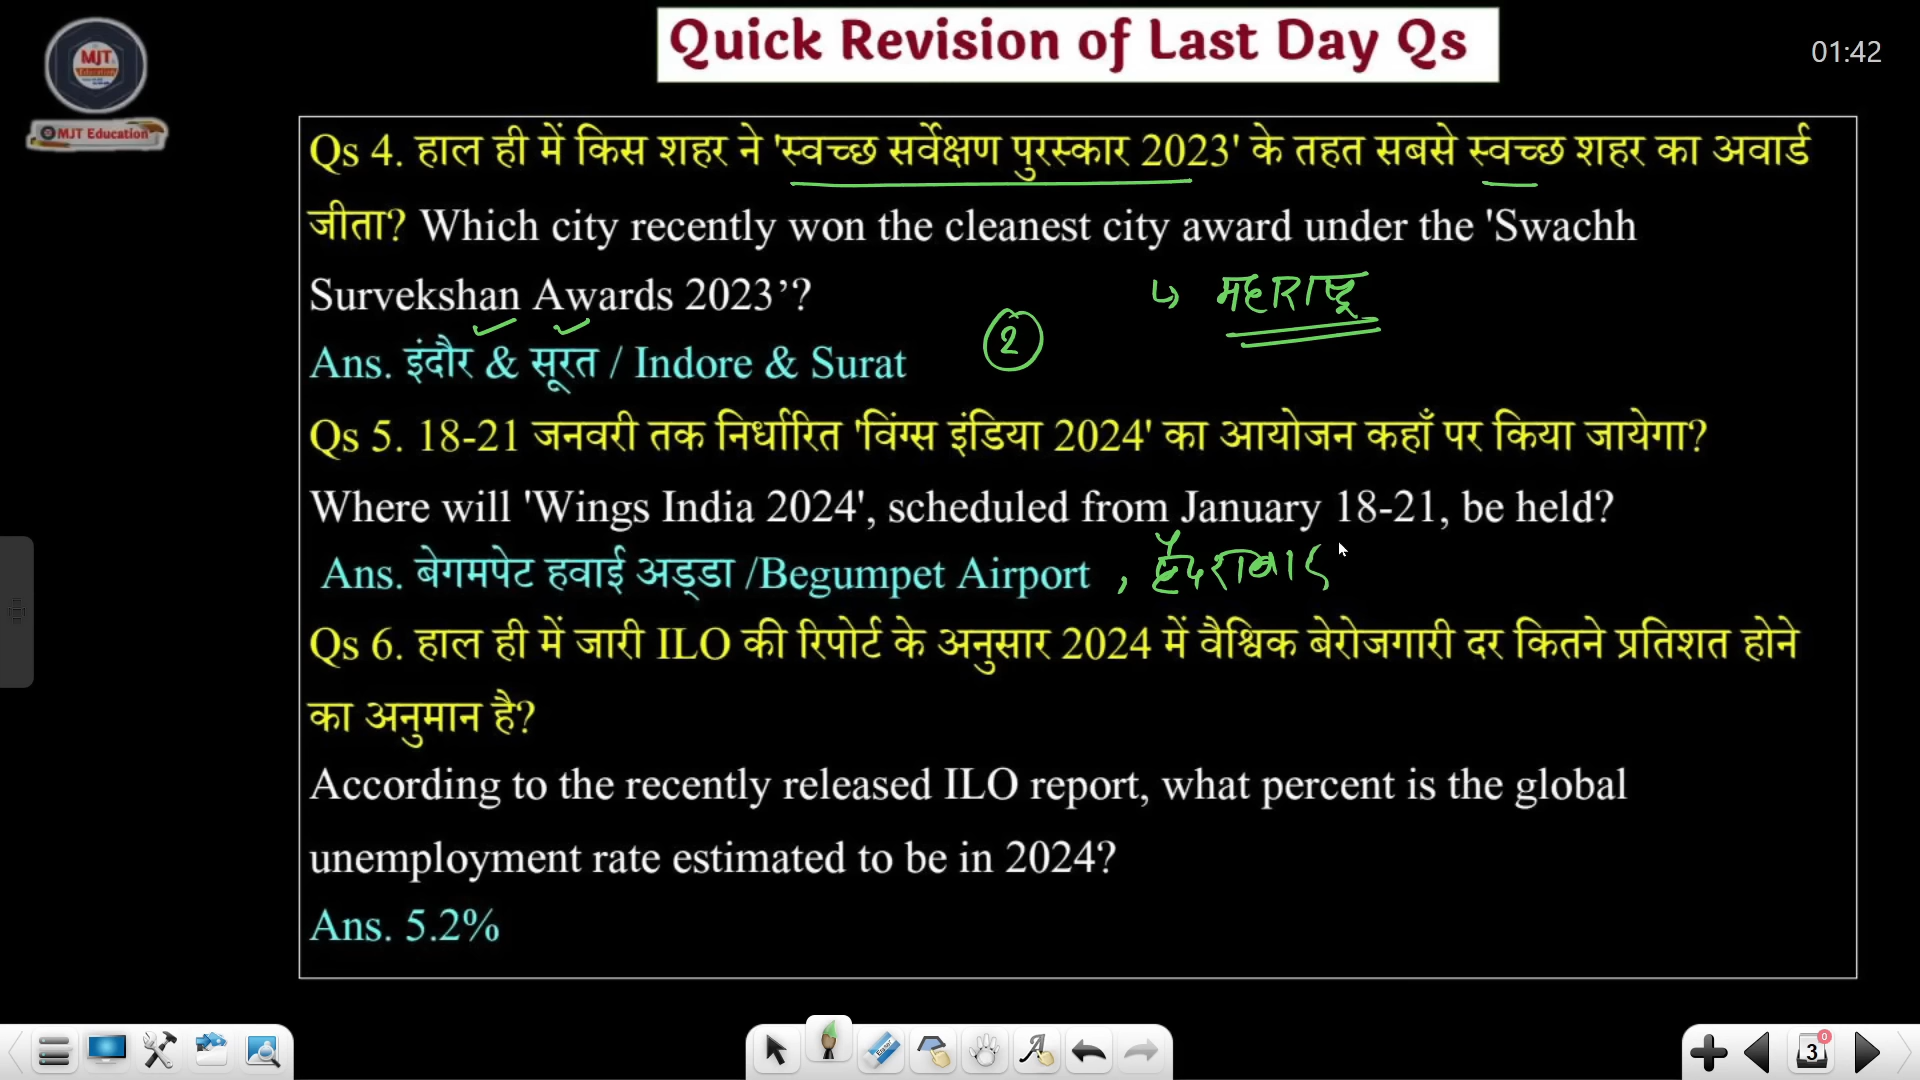 Quick Revision of Last Day Qs
01:42
MJT
MJT Education
Qs 4. हाल ही में किस शहर ने 'स्वच्छ सर्वेक्षण पुरस्कार 2023' के तहत सबसे स्वच्छ शहर का अवार्ड
जीता? Which city recently won the cleanest city award under the 'Swachh
Survekshan Awards 2023’?
↳ महाराष्ट्र
2
Ans. इंदौर & सूरत / Indore & Surat
Qs 5. 18-21 जनवरी तक निर्धारित 'विंग्स इंडिया 2024' का आयोजन कहाँ पर किया जायेगा?
Where will 'Wings India 2024', scheduled from January 18-21, be held?
Ans. बेगमपेट हवाई अड्डा /Begumpet Airport , हैदराबाद
Qs 6. हाल ही में जारी ILO की रिपोर्ट के अनुसार 2024 में वैश्विक बेरोजगारी दर कितने प्रतिशत होने
का अनुमान है?
According to the recently released ILO report, what percent is the global
unemployment rate estimated to be in 2024?
Ans. 5.2%
3
0